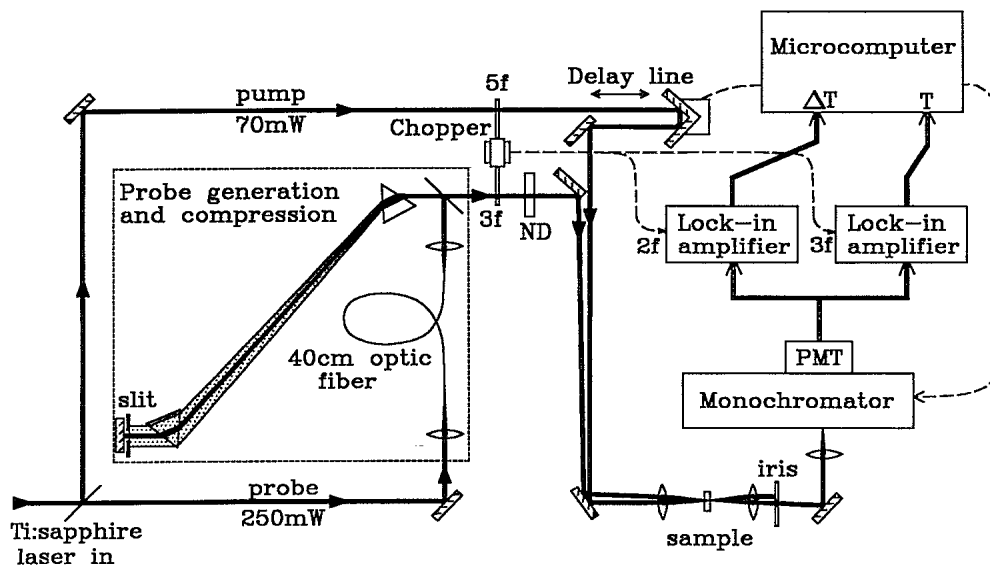 Microcomputer
ΔT
T
Delay line
5f
pump
70mW
Chopper
Probe generation
and compression
3f
ND
2f
Lock-in
amplifier
3f
Lock-in
amplifier
40cm optic
fiber
PMT
Monochromator
slit
iris
probe
250mW
sample
Ti:sapphire
laser in